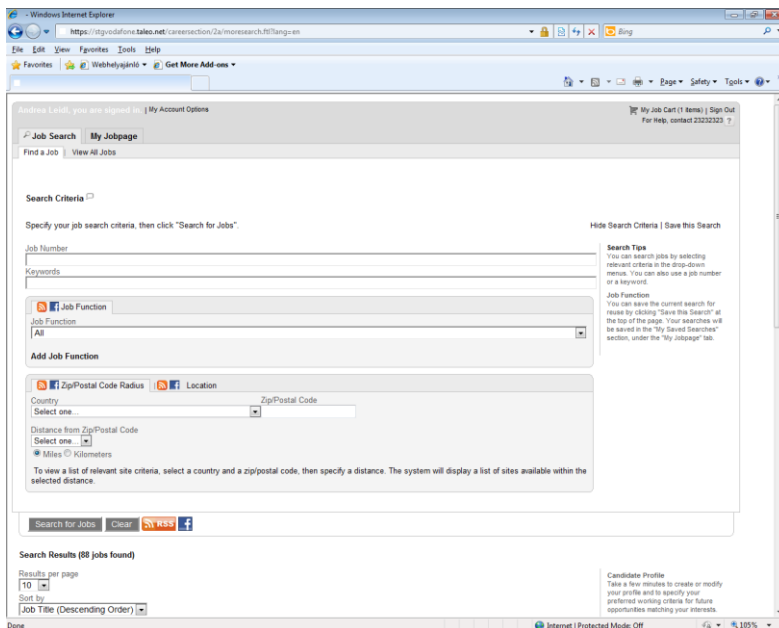 - Windows Internet Explorer
https://stgvodafone.taleo.net/careersection/2a/moresearch.ftl?lang=en
Bing
File Edit View Favorites Tools Help
Favorites Webhelyajánló Get More Add-ons
Page Safety Tools
Andrea Leidl, you are signed in. | My Account Options
My Job Cart (1 items) | Sign Out
For Help, contact 23232323 ?
Job Search My Jobpage
Find a Job | View All Jobs
Search Criteria
Specify your job search criteria, then click "Search for Jobs".
Hide Search Criteria | Save this Search
Job Number
Keywords
Search Tips
You can search jobs by selecting
relevant criteria in the drop-down
menus. You can also use a job number
or a keyword.
Job Function
You can save the current search for
reuse by clicking "Save this Search" at
the top of the page. Your searches will
be saved in the "My Saved Searches"
section, under the "My Jobpage" tab.
Job Function
Job Function
All
Add Job Function
Zip/Postal Code Radius | Location
Country Zip/Postal Code
Select one...
Distance from Zip/Postal Code
Select one...
Miles Kilometers
To view a list of relevant site criteria, select a country and a zip/postal code, then specify a distance. The system will display a list of sites available within the
selected distance.
Search for Jobs Clear RSS
Search Results (88 jobs found)
Results per page
10
Sort by
Job Title (Descending Order)
Candidate Profile
Take a few minutes to create or modify
your profile and to specify your
preferred working criteria for future
opportunities matching your interests.
Done
Internet | Protected Mode: Off
105%